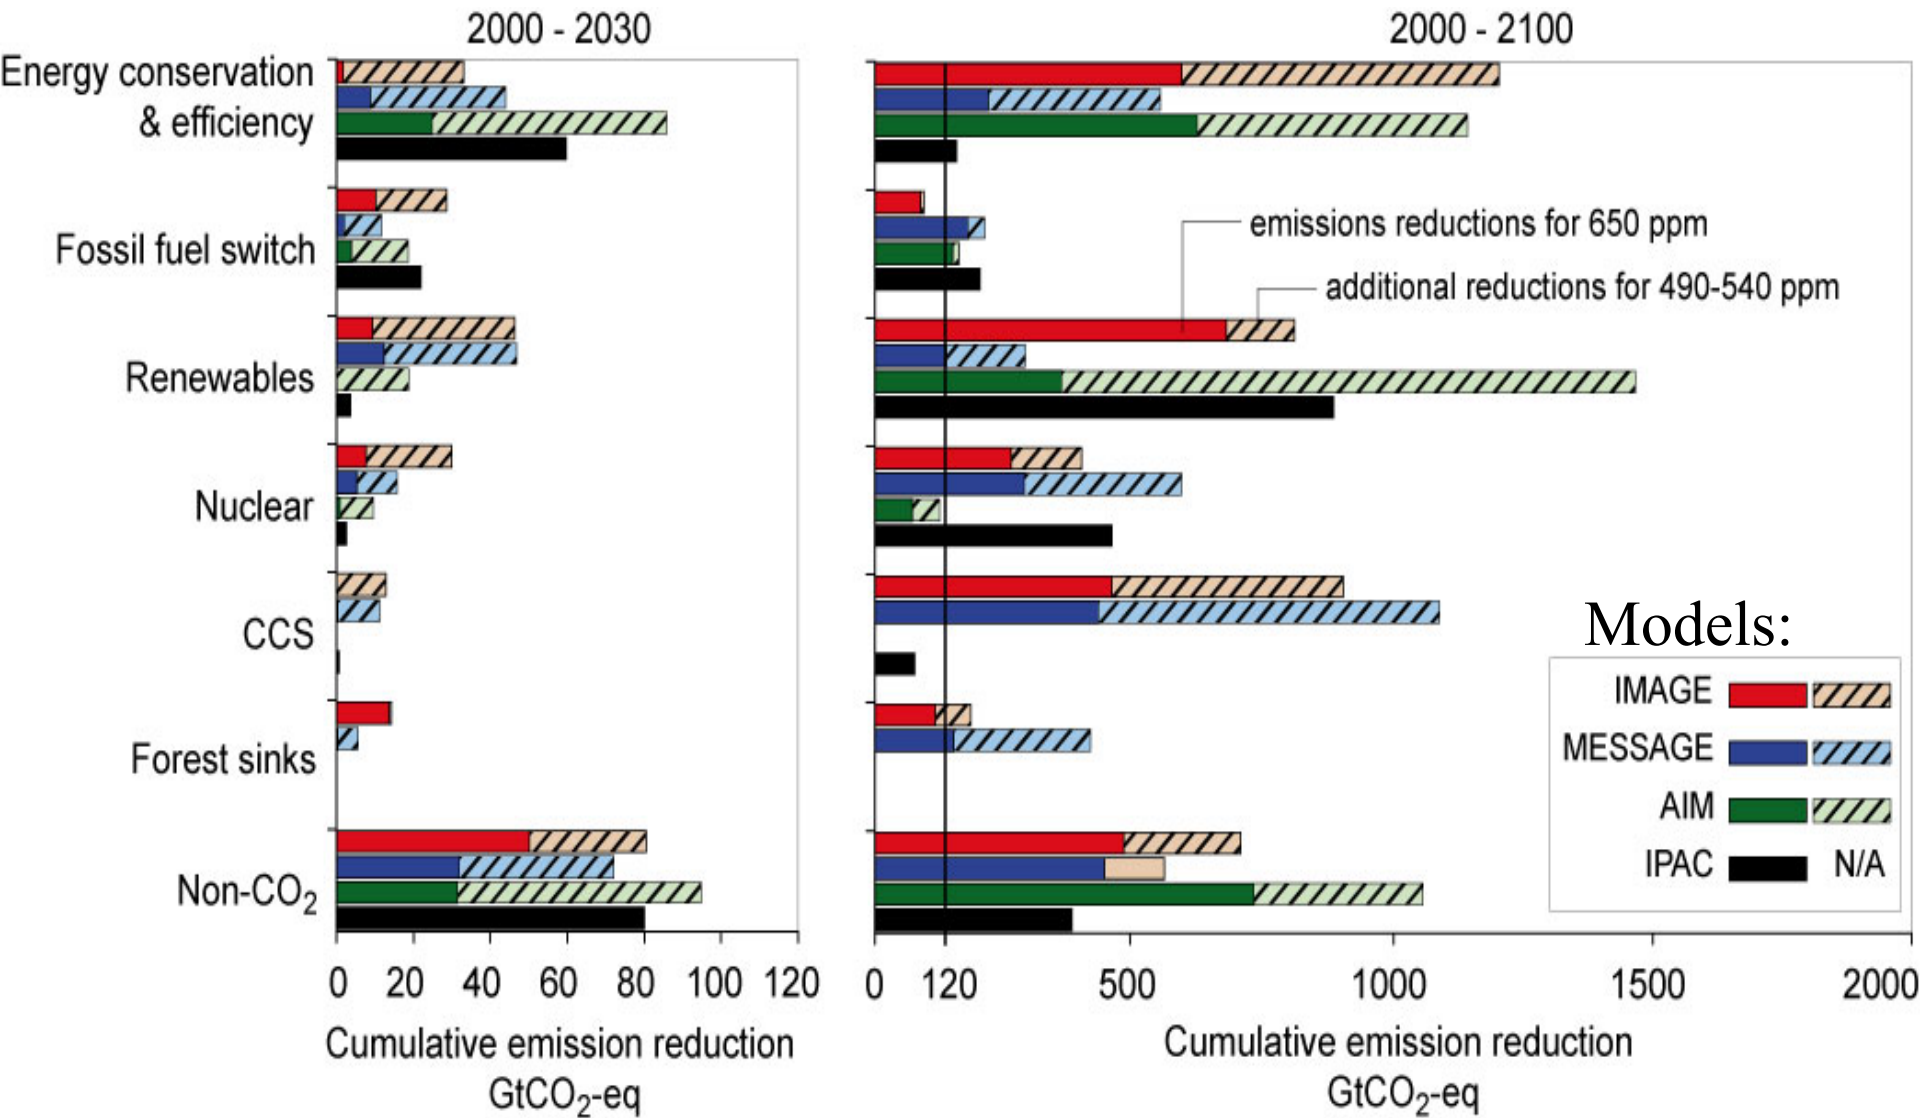 2000 - 2030
2000 - 2100
Energy conservation
& efficiency
Fossil fuel switch
Renewables
Nuclear
CCS
Forest sinks
Non-CO₂
emissions reductions for 650 ppm
additional reductions for 490-540 ppm
Models:
IMAGE
MESSAGE
AIM
IPAC N/A
0 20 40 60 80 100 120
0 120 500 1000 1500 2000
Cumulative emission reduction
GtCO₂-eq
Cumulative emission reduction
GtCO₂-eq